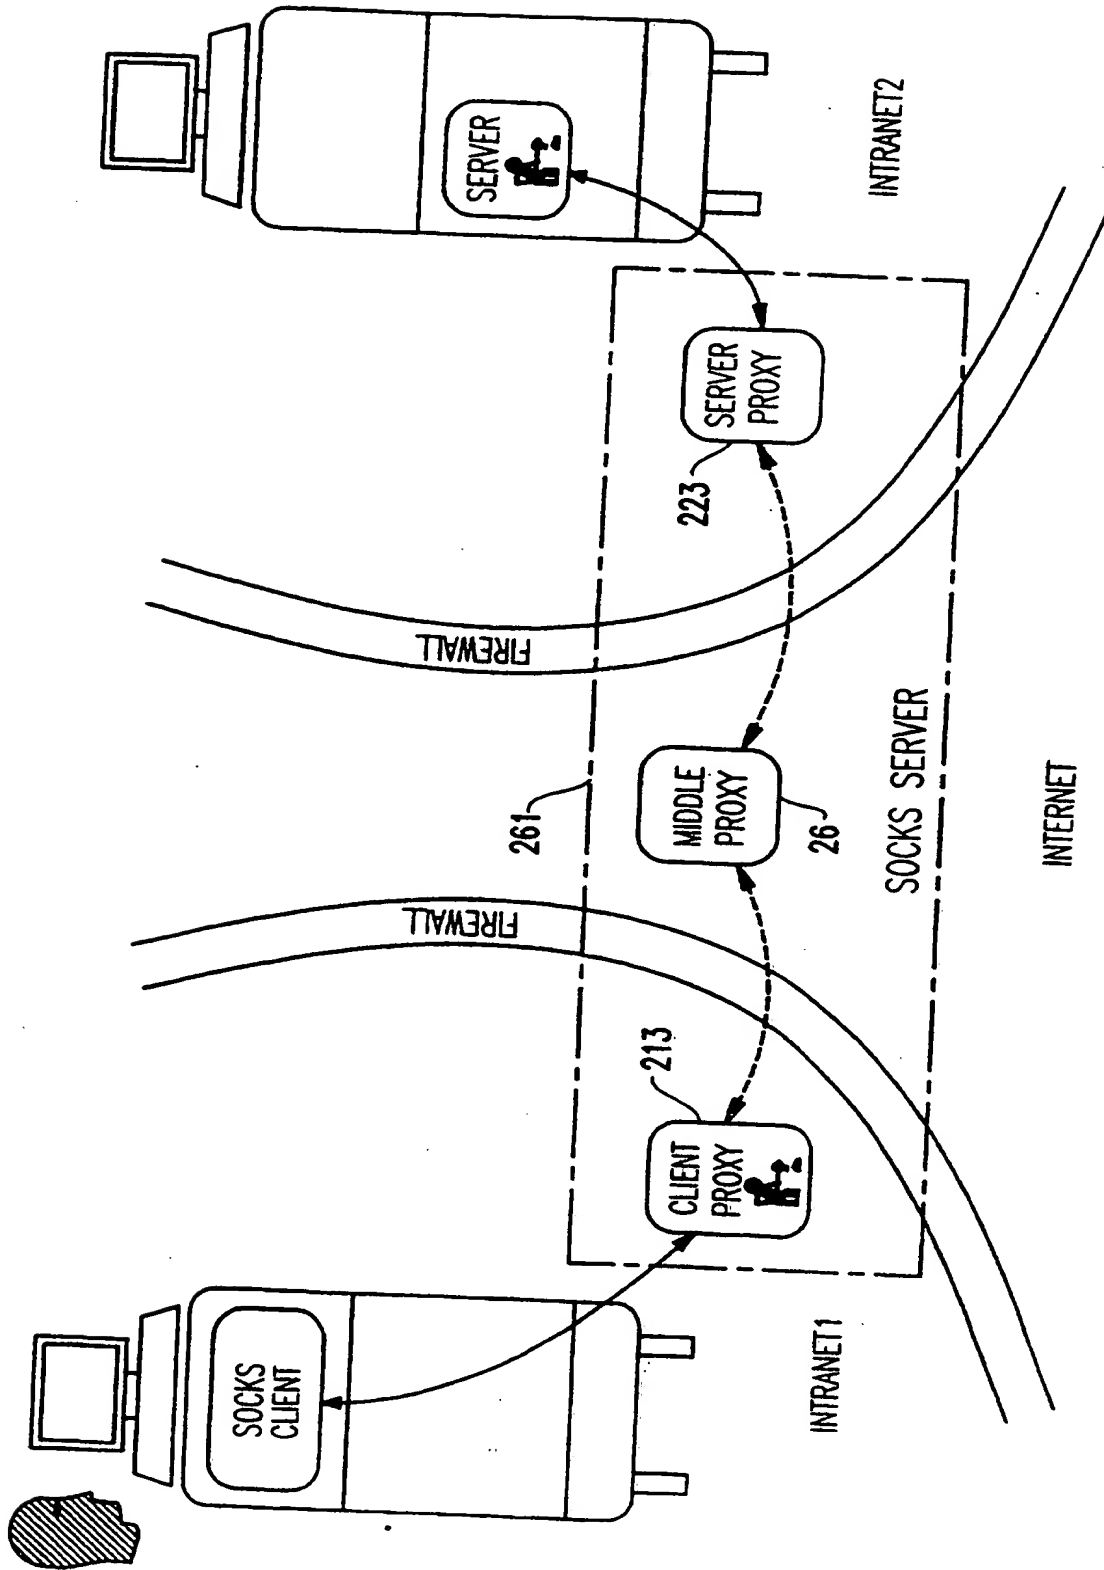 SOCKS
CLIENT
INTRANET1
CLIENT
PROXY
213
FIREWALL
261
MIDDLE
PROXY
26
SOCKS SERVER
INTERNET
FIREWALL
223
SERVER
PROXY
SERVER
INTRANET2